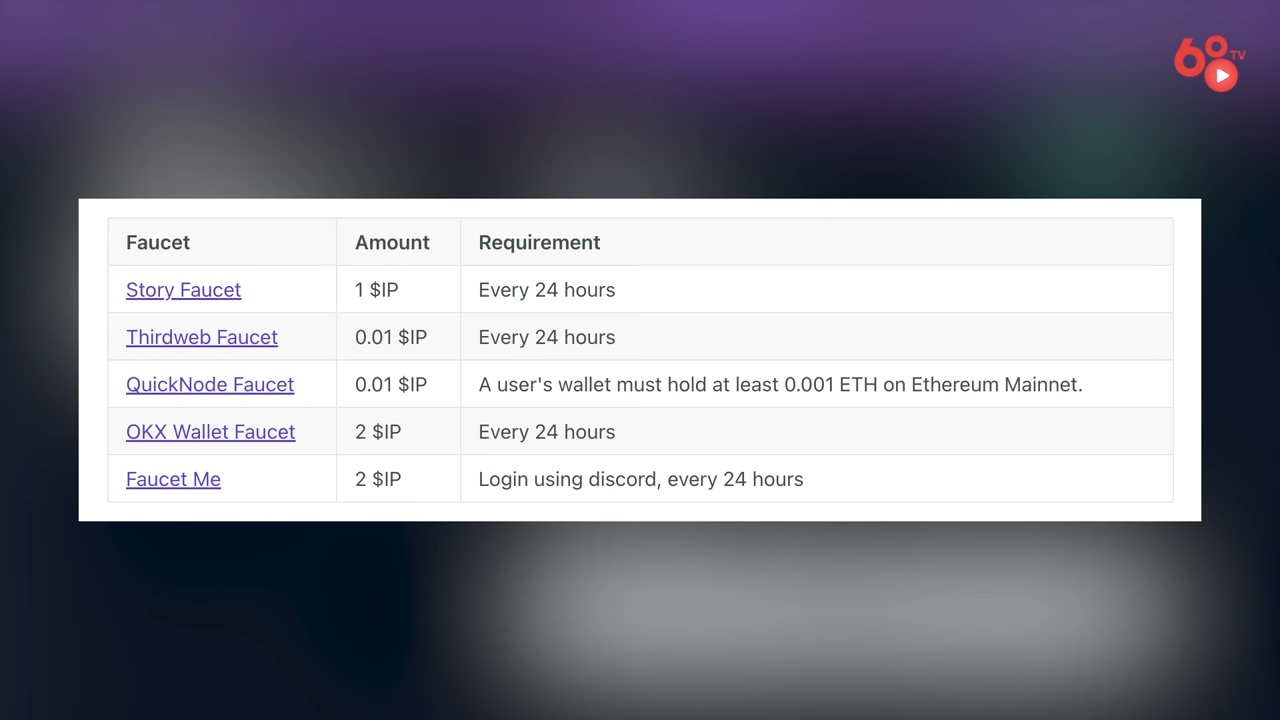 60 TV
Faucet Amount Requirement
Story Faucet 1 $IP Every 24 hours
Thirdweb Faucet 0.01 $IP Every 24 hours
QuickNode Faucet 0.01 $IP A user's wallet must hold at least 0.001 ETH on Ethereum Mainnet.
OKX Wallet Faucet 2 $IP Every 24 hours
Faucet Me 2 $IP Login using discord, every 24 hours